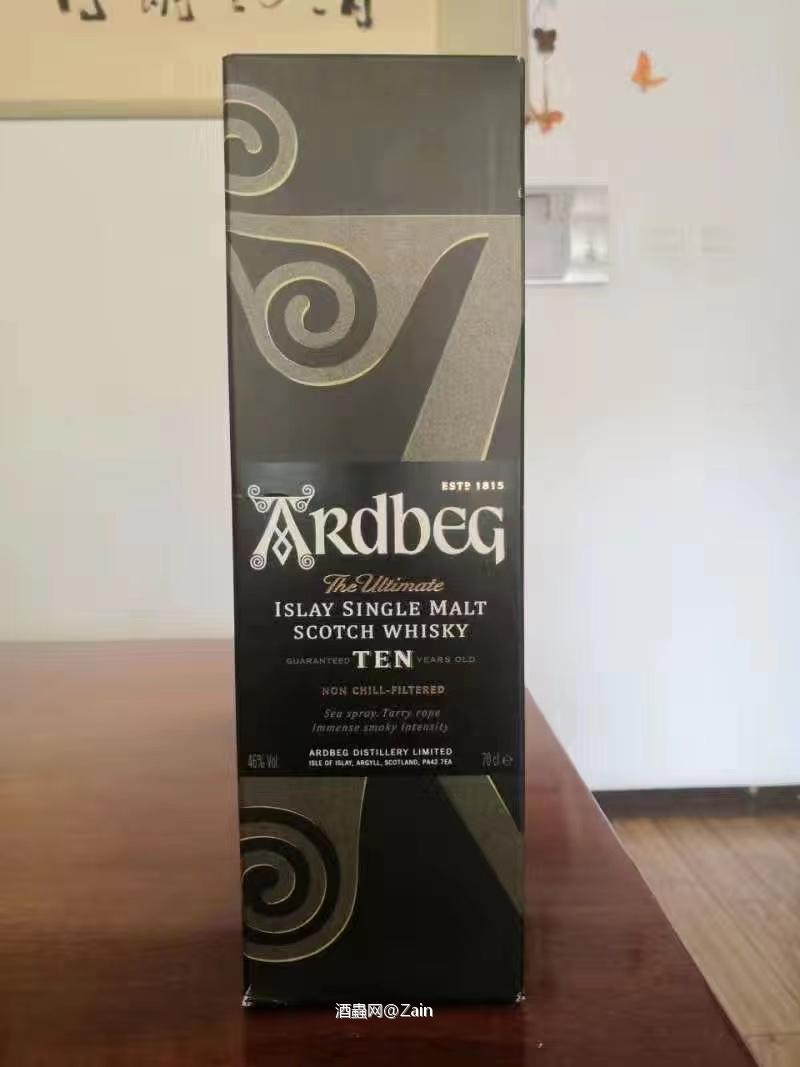 ESTD 1815
ARDBEG
The Ultimate
ISLAY SINGLE MALT
SCOTCH WHISKY
GUARANTEED TEN YEARS OLD
NON CHILL-FILTERED
Sea spray. Tarry rope
Immense smoky intensity
ARDBEG DISTILLERY LIMITED
ISLE OF ISLAY, ARGYLL, SCOTLAND, PA42 7EA
46% Vol
70 cl e
酒蟲网@Zain